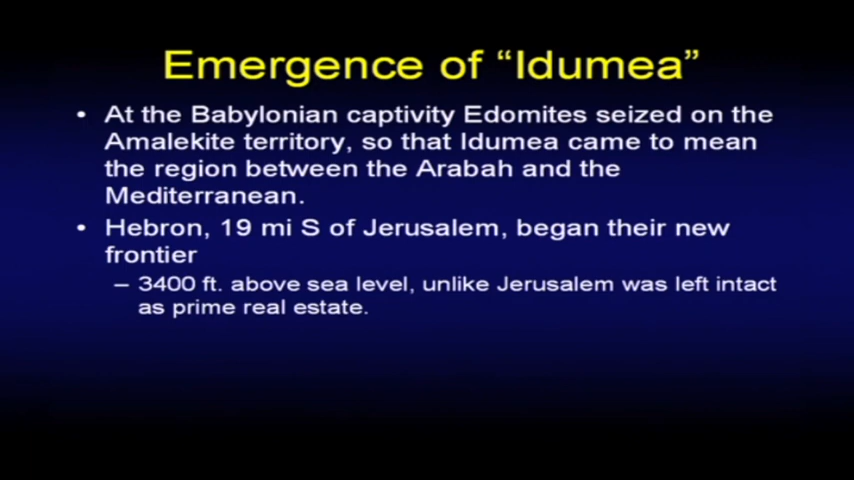 Emergence of “Idumea”
• At the Babylonian captivity Edomites seized on the
Amalekite territory, so that Idumea came to mean
the region between the Arabah and the
Mediterranean.
• Hebron, 19 mi S of Jerusalem, began their new
frontier
– 3400 ft. above sea level, unlike Jerusalem was left intact
as prime real estate.